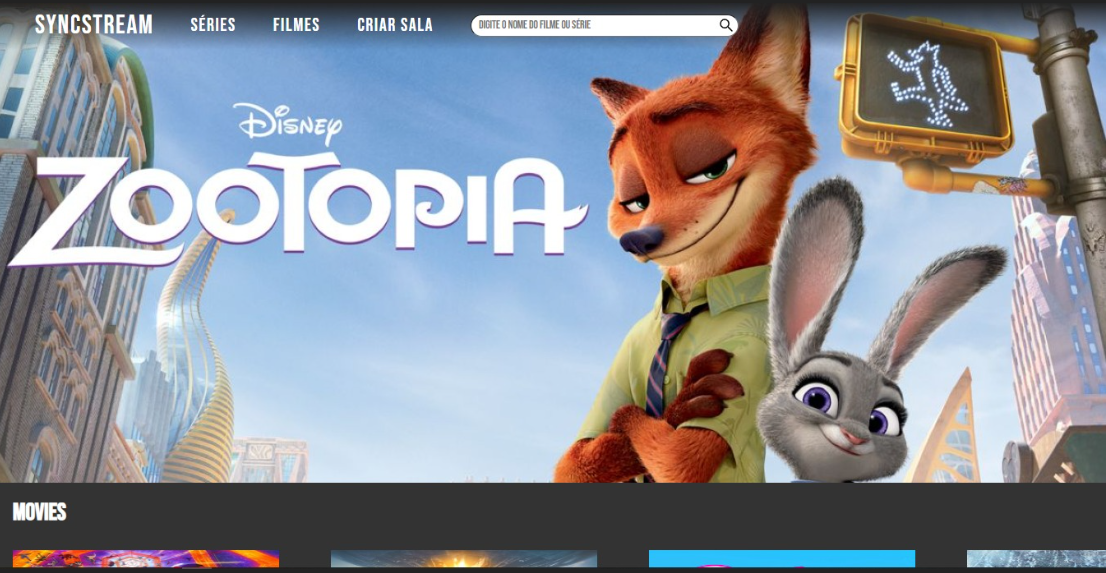 SYNCSTREAM SÉRIES FILMES CRIAR SALA DIGITE O NOME DO FILME OU SÉRIE
DISNEY
ZOOTOPIA
MOVIES